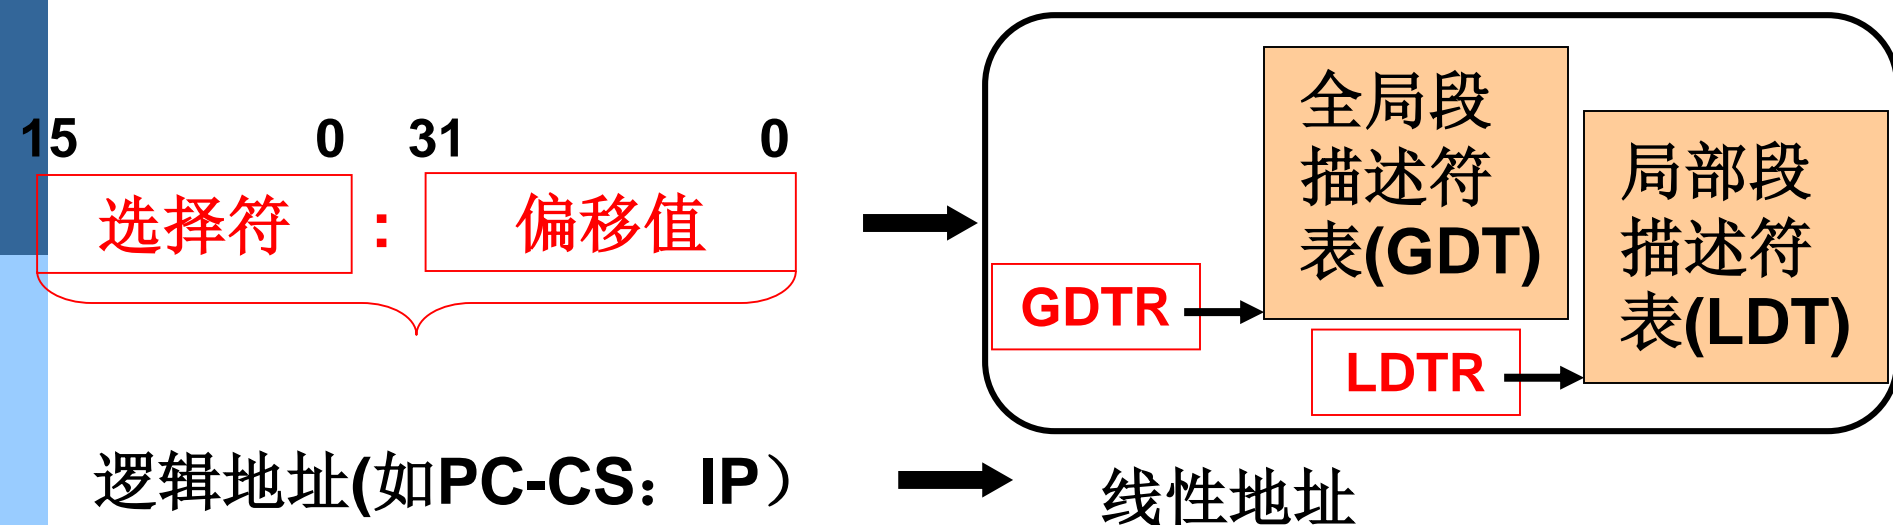 15 0 31 0
选择符 : 偏移值
全局段
描述符
表(GDT)
局部段
描述符
表(LDT)
GDTR
LDTR
逻辑地址(如PC-CS：IP）
线性地址